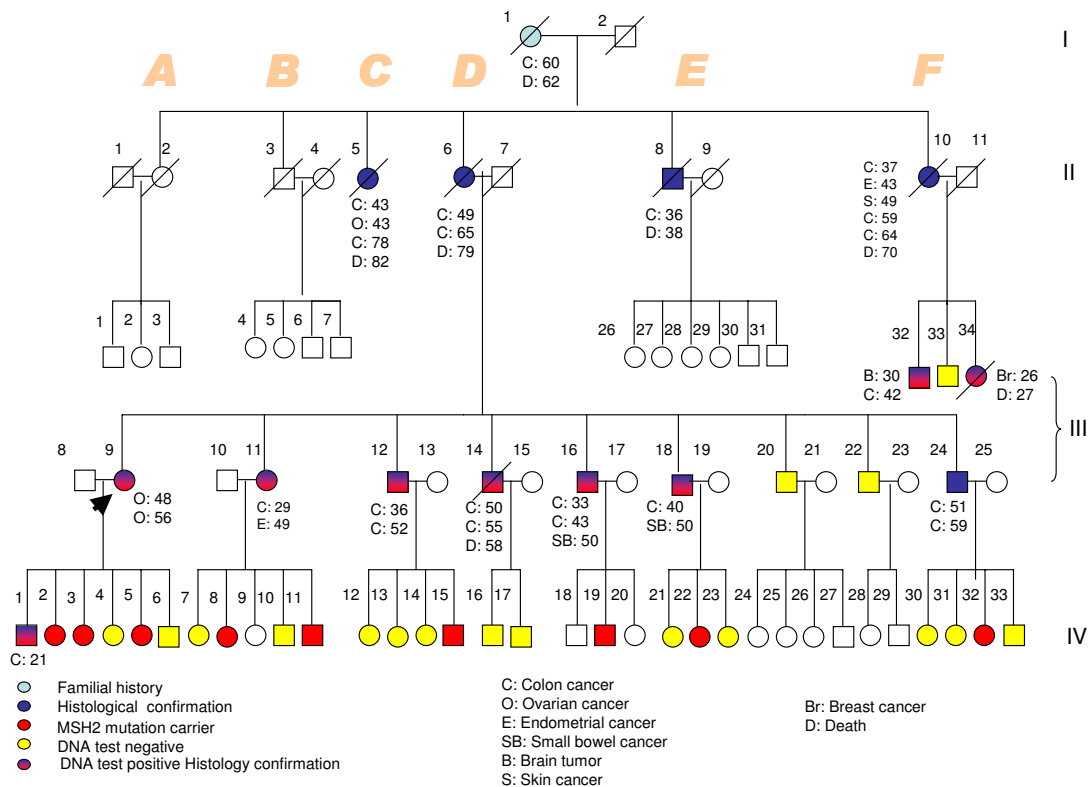 1 2 I
C: 60
D: 62
A B C D E F
1 2 3 4 5 6 7 8 9 10 11 II
C: 43
O: 43
C: 78
D: 82
C: 49
C: 65
D: 79
C: 36
D: 38
C: 37
E: 43
S: 49
C: 59
C: 64
D: 70
1 2 3 4 5 6 7 26 27 28 29 30 31 32 33 34
B: 30
C: 42
Br: 26
D: 27
III
8 9 10 11 12 13 14 15 16 17 18 19 20 21 22 23 24 25
O: 48
O: 56
C: 29
E: 49
C: 36
C: 52
C: 50
C: 55
D: 58
C: 33
C: 43
SB: 50
C: 40
SB: 50
C: 51
C: 59
1 2 3 4 5 6 7 8 9 10 11 12 13 14 15 16 17 18 19 20 21 22 23 24 25 26 27 28 29 30 31 32 33
IV
C: 21
Familial history
Histological confirmation
MSH2 mutation carrier
DNA test negative
DNA test positive Histology confirmation
C: Colon cancer
O: Ovarian cancer
E: Endometrial cancer
SB: Small bowel cancer
B: Brain tumor
S: Skin cancer
Br: Breast cancer
D: Death